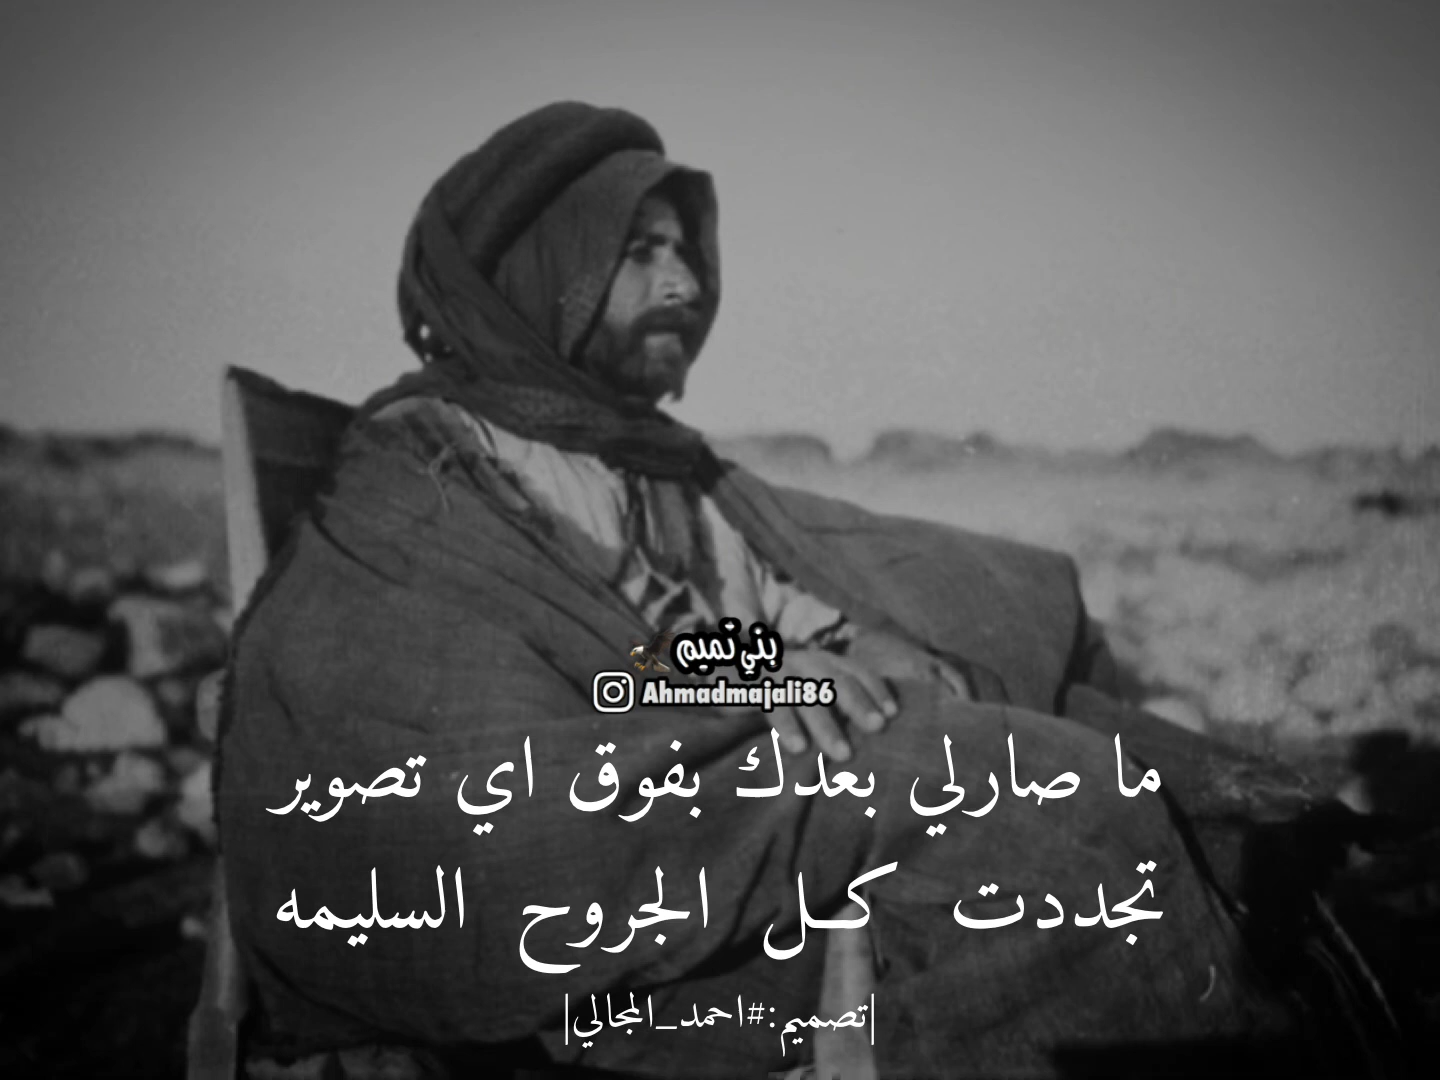 بني تميم
Ahmadmajali86
ما صارلي بعدك بفوق اي تصوير
تجددت كل الجروح السليمه
|تصميم:#احمد_المجالي|